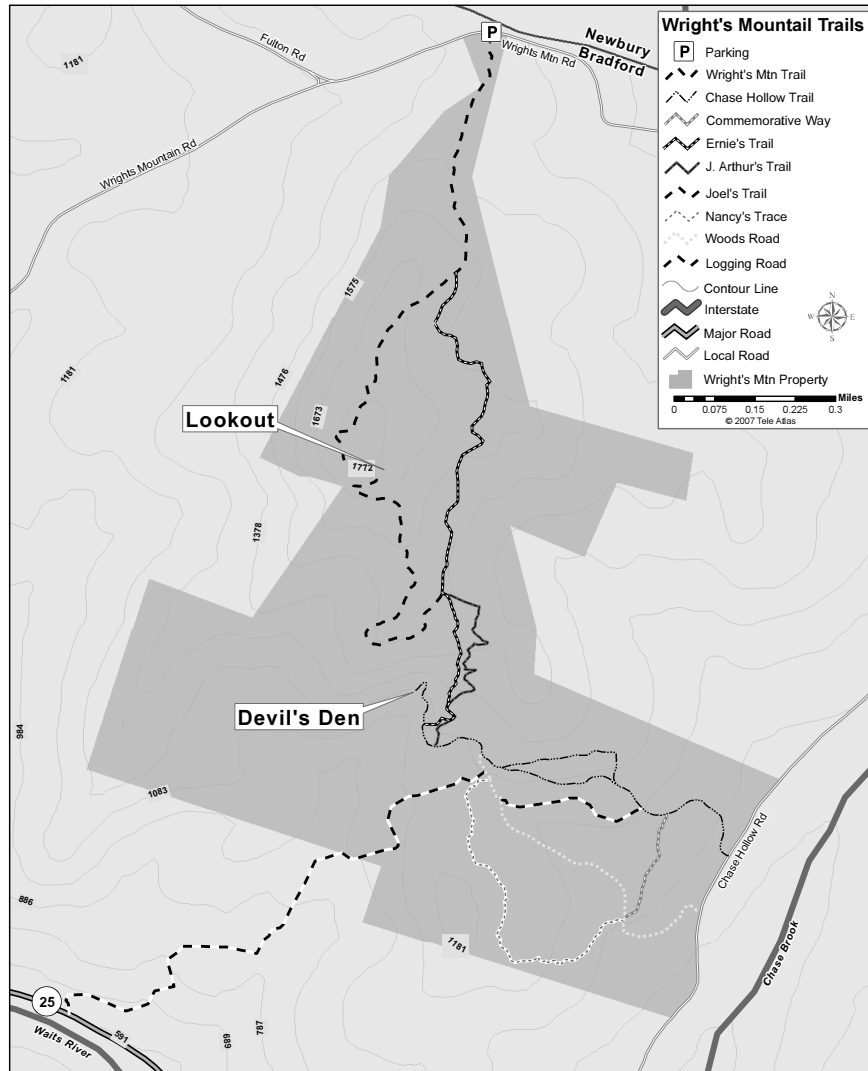 Wright's Mountail Trails
P Parking
Wright's Mtn Trail
Chase Hollow Trail
Commemorative Way
Ernie's Trail
J. Arthur's Trail
Joel's Trail
Nancy's Trace
Woods Road
Logging Road
Contour Line
Interstate
Major Road
Local Road
Wright's Mtn Property
N
W E
S
Miles
0 0.075 0.15 0.225 0.3
© 2007 Tele Atlas
P
Newbury
Bradford
Wrights Mtn Rd
Fulton Rd
1181
Wrights Mountain Rd
1575
1181
1476
1673
Lookout
1772
1378
Devil's Den
984
1083
Chase Hollow Rd
886
1181
Chase Brook
25
591
689
787
Waits River